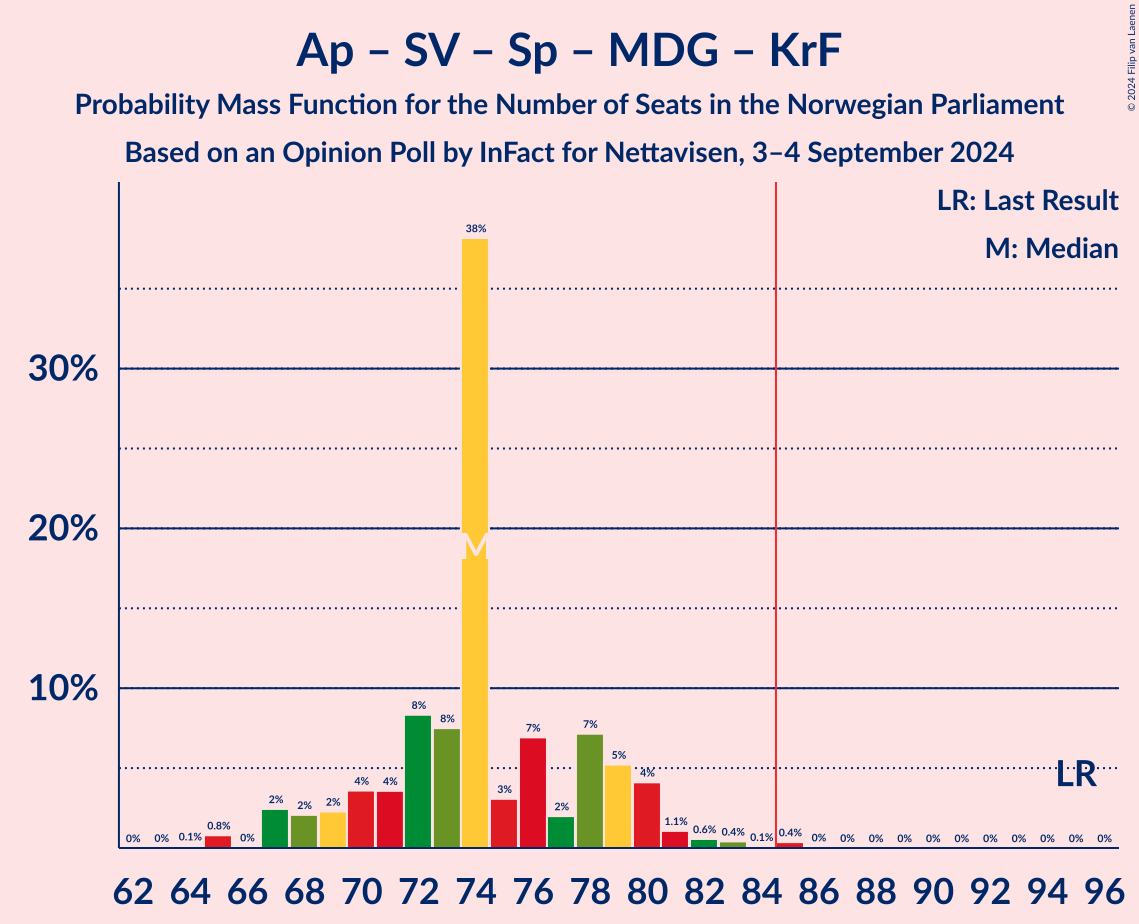 Ap – SV – Sp – MDG – KrF
Probability Mass Function for the Number of Seats in the Norwegian Parliament
Based on an Opinion Poll by InFact for Nettavisen, 3–4 September 2024
© 2024 Filip van Laenen
LR: Last Result
M: Median
30%
20%
10%
0% 0% 0.1% 0.8% 0% 2% 2% 2% 4% 4% 8% 8% 38% 3% 7% 2% 7% 5% 4% 1.1% 0.6% 0.4% 0.1% 0.4% 0% 0% 0% 0% 0% 0% 0% 0% 0% 0% 0%
M
LR
62 64 66 68 70 72 74 76 78 80 82 84 86 88 90 92 94 96